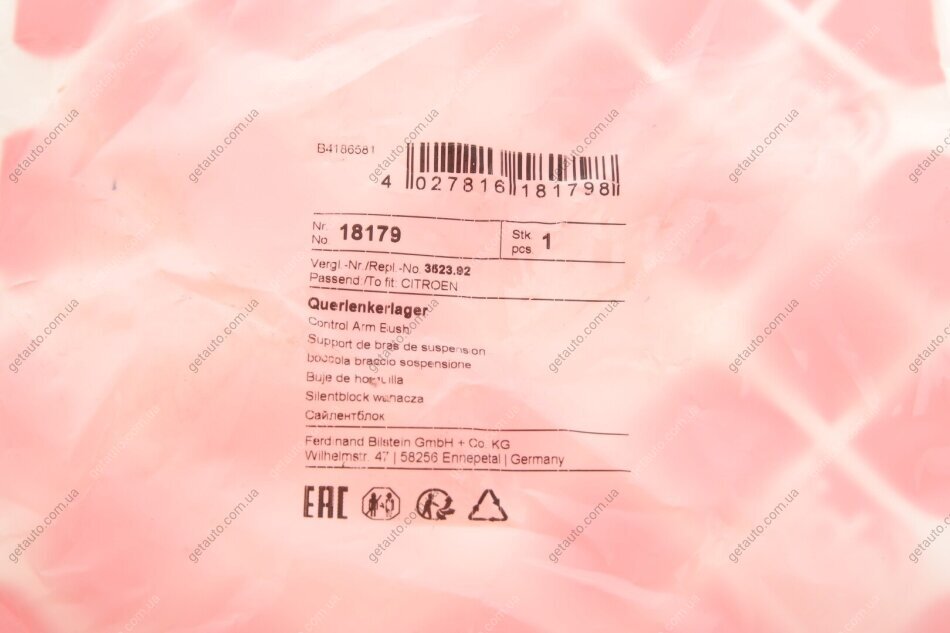 B4186581
4 027816 181798
Nr.
No. 18179
Stk.
pcs. 1
Vergl.-Nr./Repl.-No. 3523.92
Passend:/To fit: CITROEN
Querlenkerlager
Control Arm Bush
Support de bras de suspension
boccola braccio sospensione
Buje de horquilla
Silentblock wahacza
Сайлентблок
Ferdinand Bilstein GmbH + Co. KG
Wilhelmstr. 47 | 58256 Ennepetal | Germany
EAC
getauto.com.ua